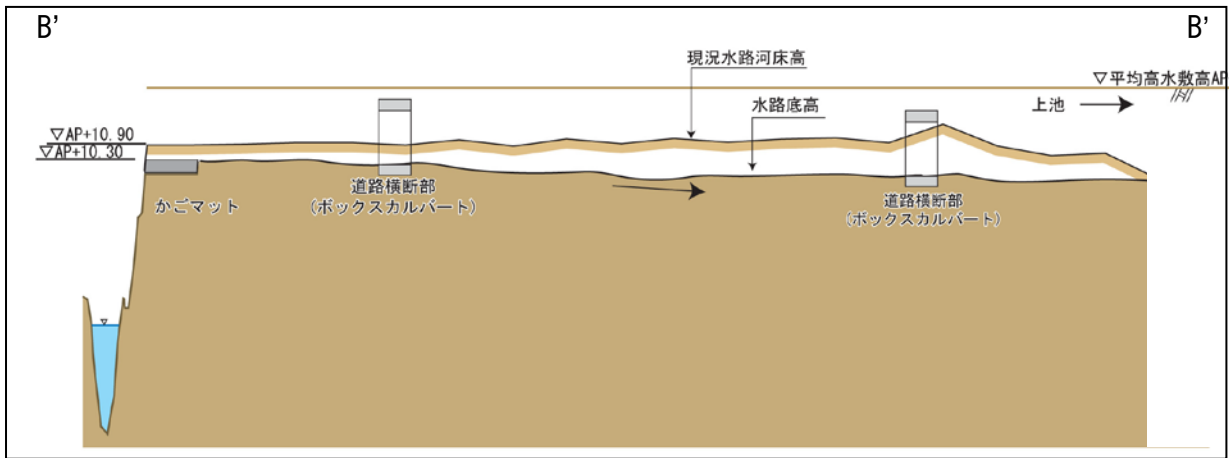 B’
B’
現況水路河床高
▽平均高水敷高AP
水路底高
上池
▽AP+10.90
▽AP+10.30
道路横断部
(ボックスカルバート)
かごマット
道路横断部
(ボックスカルバート)